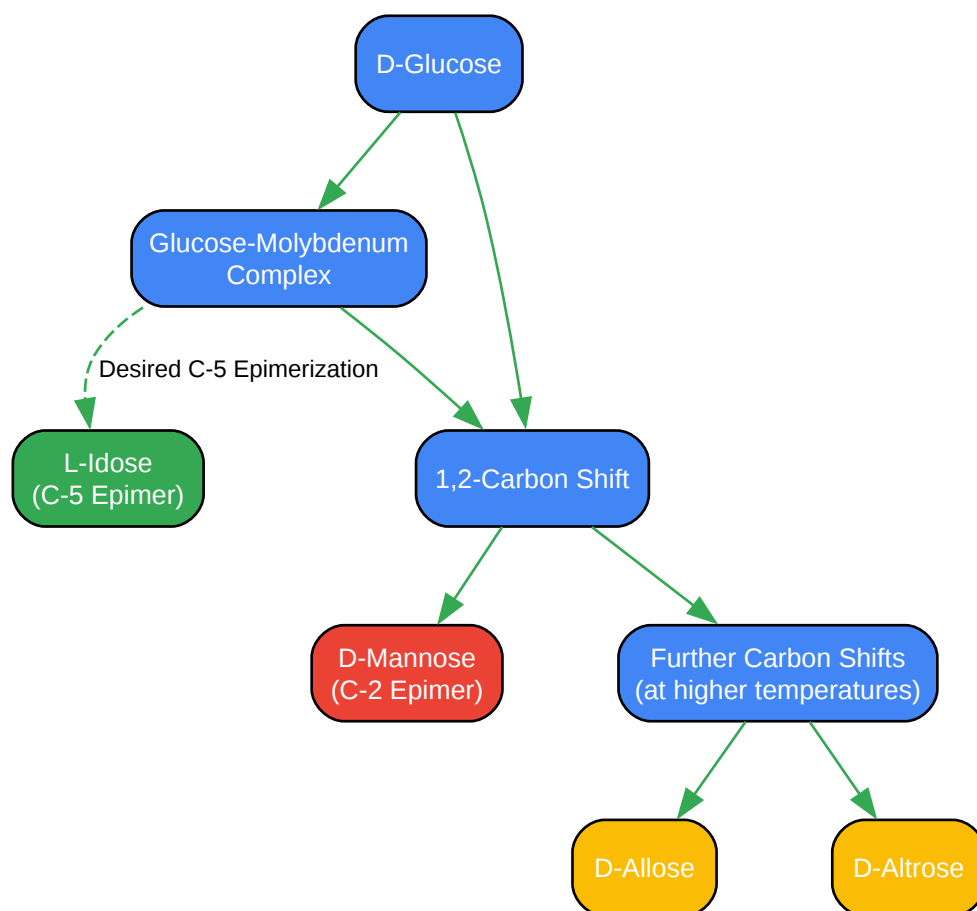 D-Glucose
Glucose-Molybdenum
Complex
Desired C-5 Epimerization
L-Idose
(C-5 Epimer)
1,2-Carbon Shift
D-Mannose
(C-2 Epimer)
Further Carbon Shifts
(at higher temperatures)
D-Allose
D-Altrose